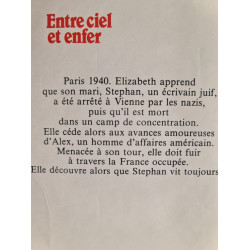 Entre ciel
et enfer
Paris 1940. Elizabeth apprend
que son mari, Stephan, un écrivain juif,
a été arrêté à Vienne par les nazis,
puis qu'il est mort
dans un camp de concentration.
Elle cède alors aux avances amoureuses
d'Alex, un homme d'affaires américain.
Menacée à son tour, elle doit fuir
à travers la France occupée.
Elle découvre alors que Stephan vit toujours